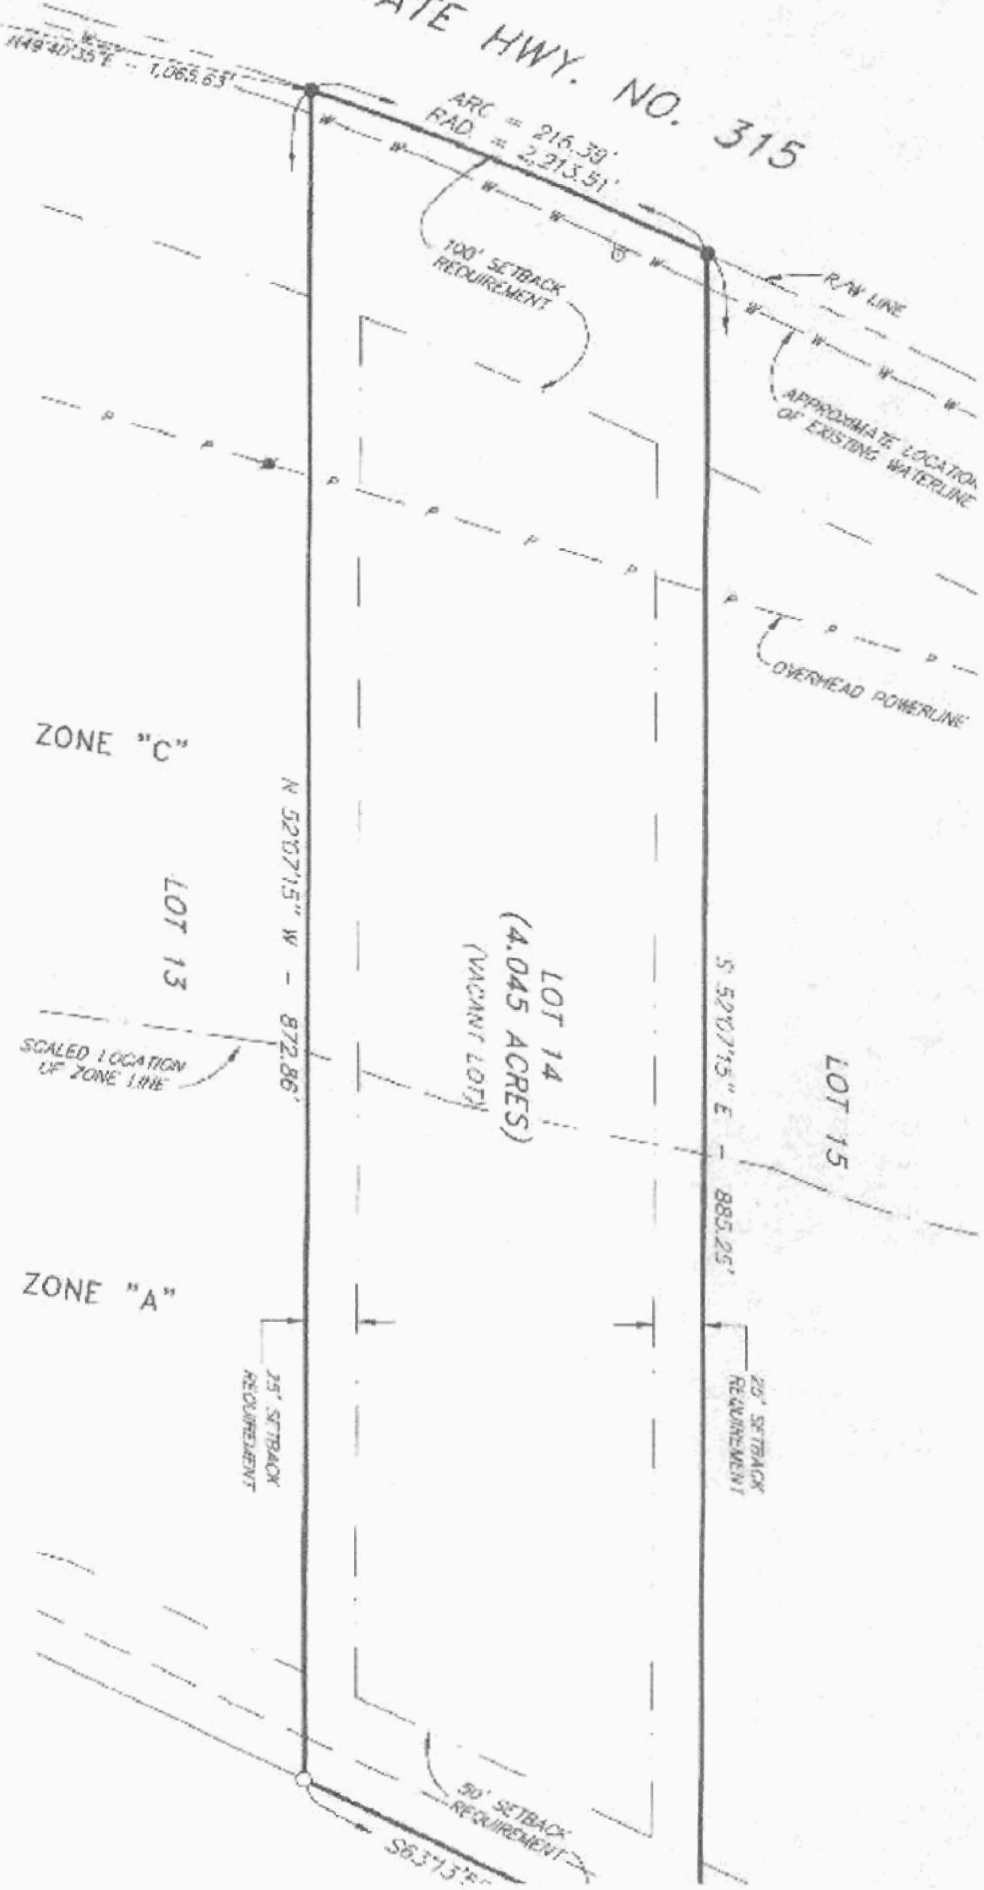 ATE HWY. NO. 315
N49°40'35"E - 1,065.63'
ARC = 216.39'
RAD. = 2,213.51'
100' SETBACK
REQUIREMENT
R/W LINE
APPROXIMATE LOCATION
OF EXISTING WATERLINE
OVERHEAD POWERLINE
ZONE "C"
N 52°07'15" W - 872.86'
LOT 13
LOT 14
(4.045 ACRES)
(VACANT LOT)
S 52°07'15" E - 885.25'
LOT 15
SCALED LOCATION
OF ZONE LINE
ZONE "A"
25' SETBACK
REQUIREMENT
25' SETBACK
REQUIREMENT
50' SETBACK
REQUIREMENT
S63°13'